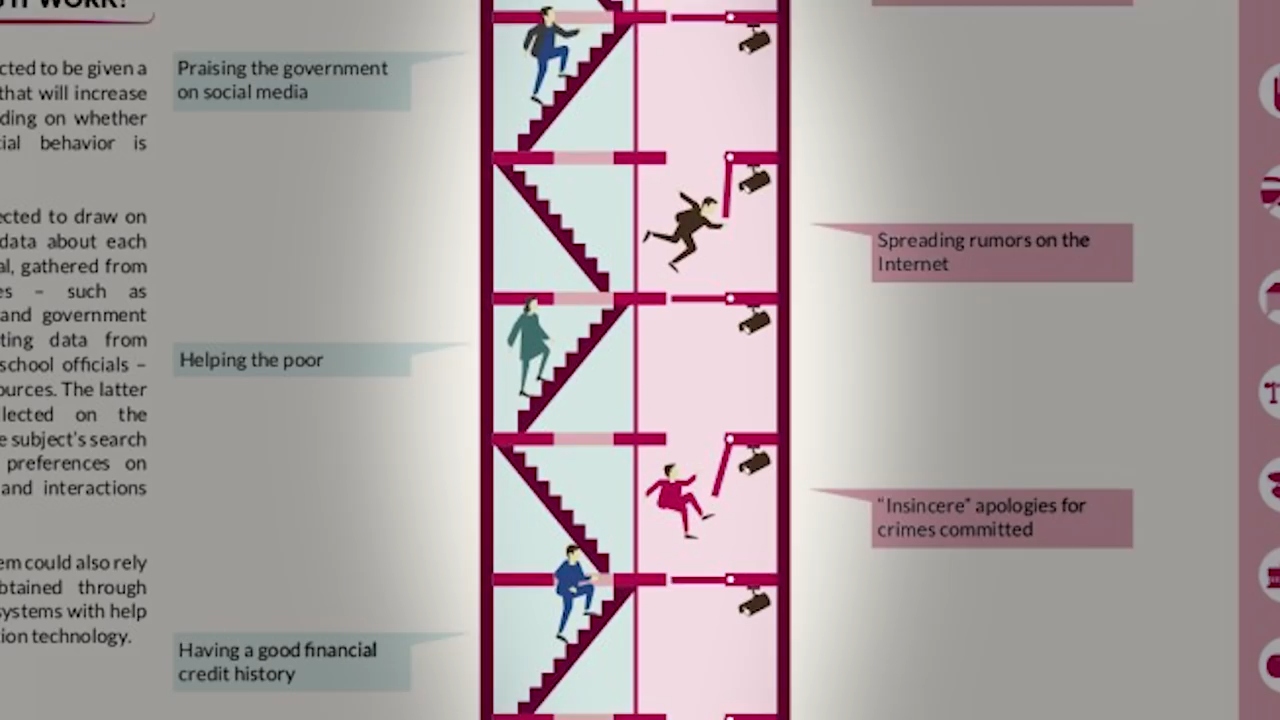 IT WORK?
cted to be given a
that will increase
ding on whether
ial behavior is
ected to draw on
data about each
al, gathered from
es – such as
and government
ting data from
school officials –
ources. The latter
lected on the
e subject's search
preferences on
and interactions
em could also rely
btained through
systems with help
ion technology.
Praising the government
on social media
Helping the poor
Having a good financial
credit history
Spreading rumors on the
Internet
"Insincere" apologies for
crimes committed